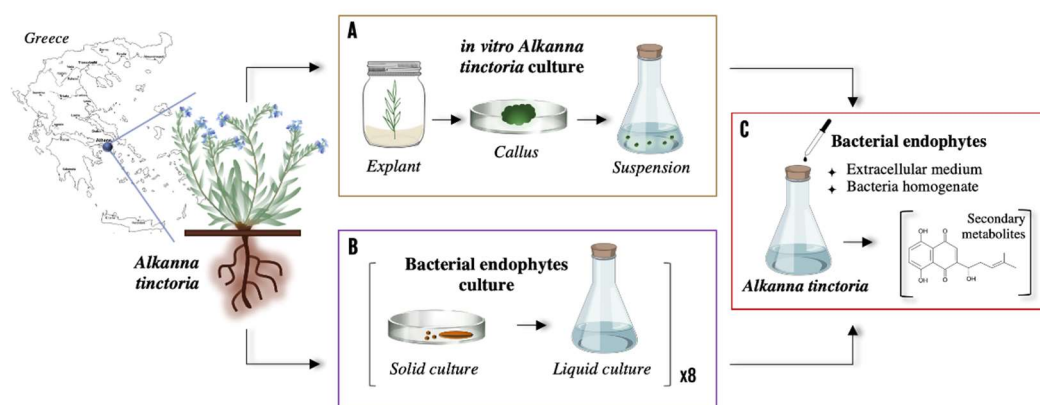 Greece
Athens
Alkanna
tinctoria
A
in vitro Alkanna
tinctoria culture
Explant
Callus
Suspension
B
Bacterial endophytes
culture
Solid culture
Liquid culture
x8
C
Bacterial endophytes
Extracellular medium
Bacteria homogenate
Alkanna tinctoria
Secondary
metabolites
OH
O
OH
O
OH